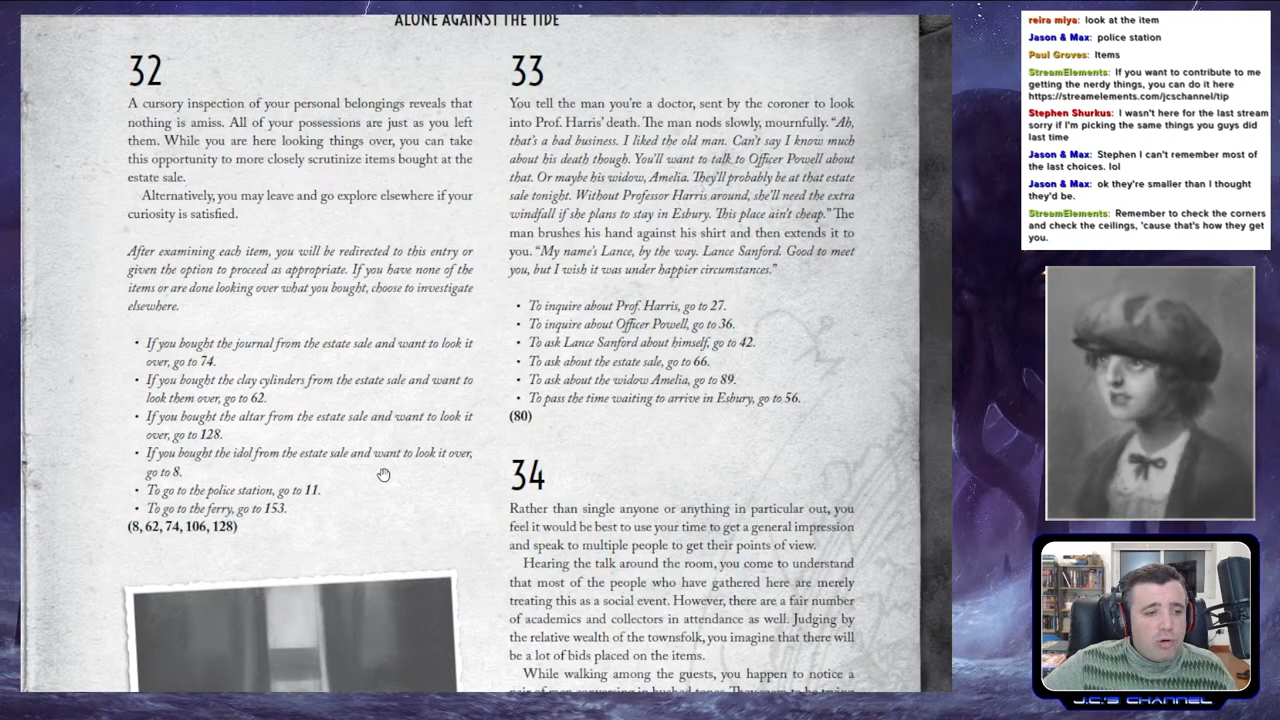 ALONE AGAINST THE TIDE
32
A cursory inspection of your personal belongings reveals that
nothing is amiss. All of your possessions are just as you left
them. While you are here looking things over, you can take
this opportunity to more closely scrutinize items bought at the
estate sale.
Alternatively, you may leave and go some elsewhere if your
curiosity is satisfied.
After examining each item, you will be redirected to this entry or
given the option to proceed as appropriate. If you have none of the
items or are done looking over what you bought, choose to investigate
elsewhere.
• If you bought the journal from the estate sale and want to look it
over, go to 74.
• If you bought the clay cylinders from the estate sale and want to
look them over, go to 62.
• If you bought the altar from the estate sale and want to look it
over, go to 128.
• If you bought the idol from the estate sale and want to look it over,
go to 8.
• To go to the police station, go to 11.
• To go to the ferry, go to 153.
(8, 62, 74, 106, 128)
33
You tell the man you're a doctor, sent by the coroner to look
into Prof. Harris' death. The man nods slowly, mournfully. "Ah,
that's a bad business. I liked the old man. Can't say I know much
about his death though. You'll want to talk to Officer Powell about
that. Or maybe his widow, Amelia. They'll probably be at that estate
sale tonight. Without Professor Harris around, she'll need the extra
windfall if she plans to stay in Esbury. This place ain't cheap." The
man brushes his hand against his shirt and then extends it to
you. "My name's Lance, by the way. Lance Sanford. Good to meet
you, but I wish it was under happier circumstances."
• To inquire about Prof. Harris, go to 27.
• To inquire about Officer Powell, go to 36.
• To ask Lance Sanford about himself, go to 42.
• To ask about the estate sale, go to 66.
• To ask about the widow Amelia, go to 89.
• To pass the time waiting to arrive in Esbury, go to 56.
(80)
34
Rather than single anyone or anything in particular out, you
feel it would be best to use your time to get a general impression
and speak to multiple people to get their points of view.
Hearing the talk around the room, you come to understand
that most of the people who have gathered here are merely
treating this as a social event. However, there are a fair number
of academics and collectors in attendance as well. Judging by
the relative wealth of the townsfolk, you imagine that there will
be a lot of bids placed on the items.
While walking among the guests, you happen to notice a
reira miya: look at the item
Jason & Max: police station
Paul Groves: Items
StreamElements: If you want to contribute to me
getting the nerdy things, you can do it here
https://streamelements.com/jcschannel/tip
Stephen Shurkus: I wasn't here for the last stream
sorry if I'm picking the same things you guys did
last time
Jason & Max: Stephen I can't remember most of
the last choices. lol
Jason & Max: ok they're smaller than I thought
they'd be.
StreamElements: Remember to check the corners
and check the ceilings, 'cause that's how they get
you.
J.C.'S CHANNEL